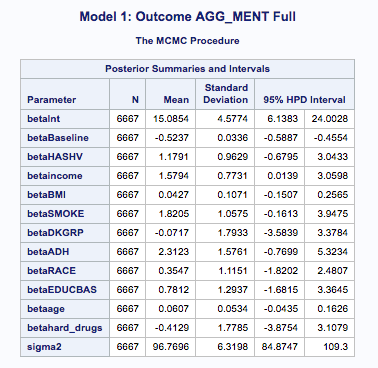 Model 1: Outcome AGG_MENT Full
The MCMC Procedure
Posterior Summaries and Intervals
Parameter N Mean Standard Deviation 95% HPD Interval
betaInt 6667 15.0854 4.5774 6.1383 24.0028
betaBaseline 6667 -0.5237 0.0336 -0.5887 -0.4554
betaHASHV 6667 1.1791 0.9629 -0.6795 3.0433
betaincome 6667 1.5794 0.7731 0.0139 3.0598
betaBMI 6667 0.0427 0.1071 -0.1507 0.2565
betaSMOKE 6667 1.8205 1.0575 -0.1613 3.9475
betaDKGRP 6667 -0.0717 1.7933 -3.5839 3.3784
betaADH 6667 2.3123 1.5761 -0.7699 5.3234
betaRACE 6667 0.3547 1.1151 -1.8202 2.4807
betaEDUCBAS 6667 0.7812 1.2937 -1.6815 3.3645
betaage 6667 0.0607 0.0534 -0.0435 0.1626
betahard_drugs 6667 -0.4129 1.7785 -3.8754 3.1079
sigma2 6667 96.7696 6.3198 84.8747 109.3